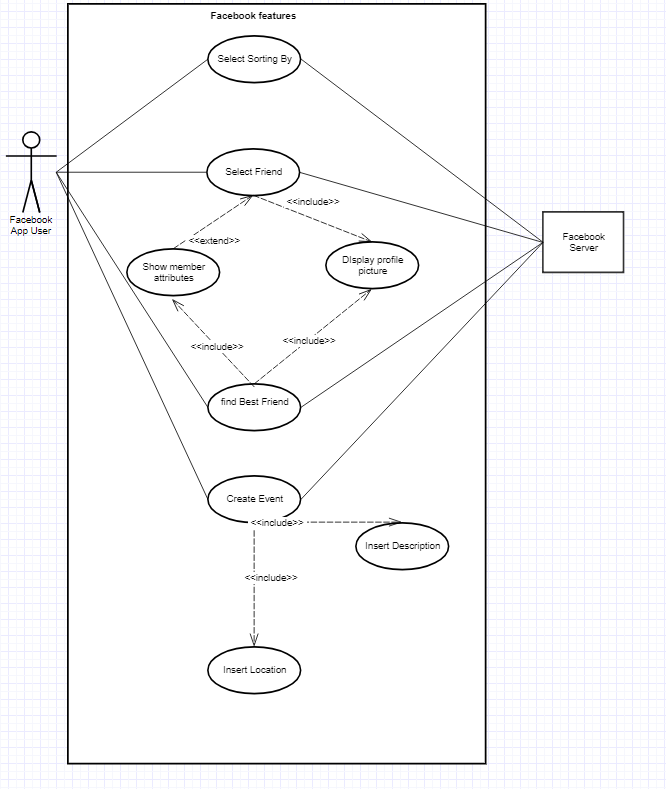 Facebook features
Select Sorting By
Select Friend
<<include>>
Facebook
App User
Facebook
Server
<<extend>>
Show member
attributes
DIsplay profile
picture
<<include>>
<<include>>
find Best Friend
Create Event
<<include>>
Insert Description
<<include>>
Insert Location